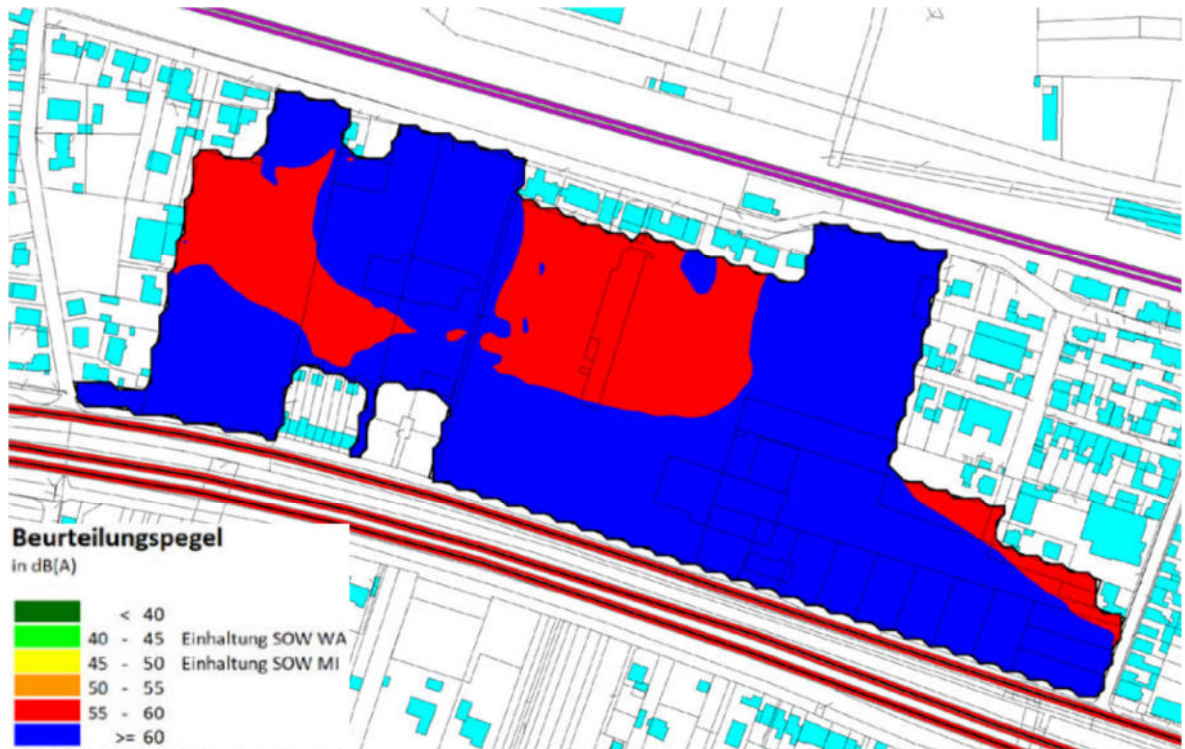 Beurteilungspegel
in dB(A)
< 40
40 - 45 Einhaltung SOW WA
45 - 50 Einhaltung SOW MI
50 - 55
55 - 60
>= 60